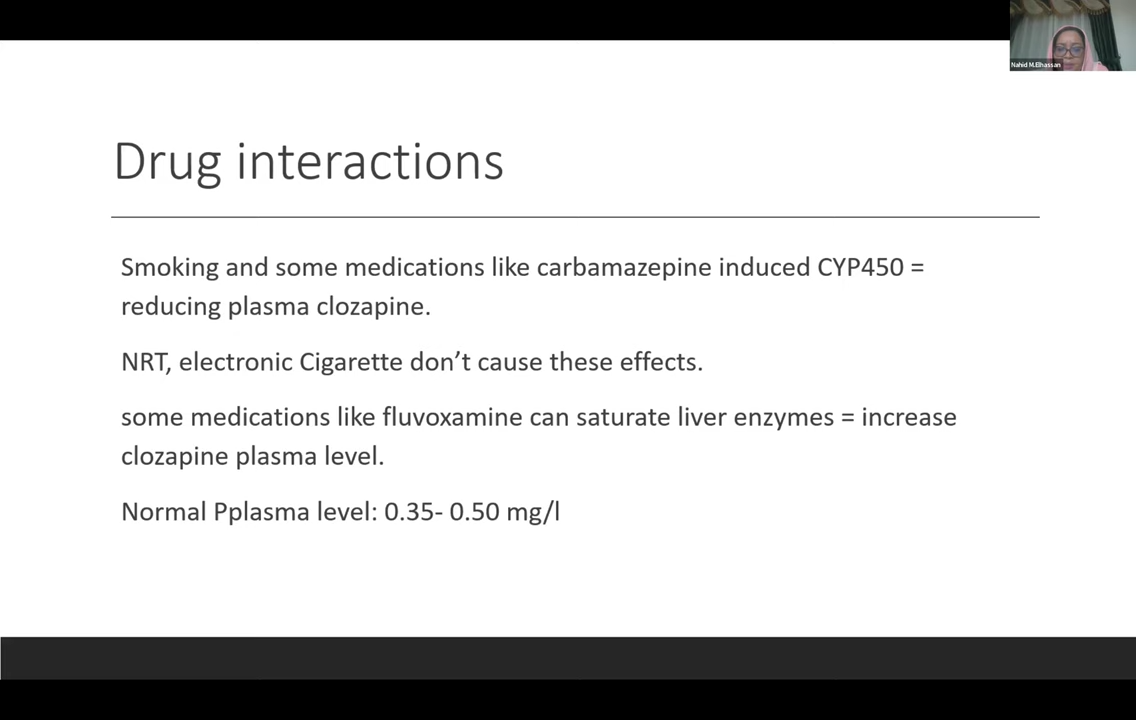 Nahid M.Elhassan
Drug interactions
Smoking and some medications like carbamazepine induced CYP450 =
reducing plasma clozapine.
NRT, electronic Cigarette don’t cause these effects.
some medications like fluvoxamine can saturate liver enzymes = increase
clozapine plasma level.
Normal Pplasma level: 0.35- 0.50 mg/l